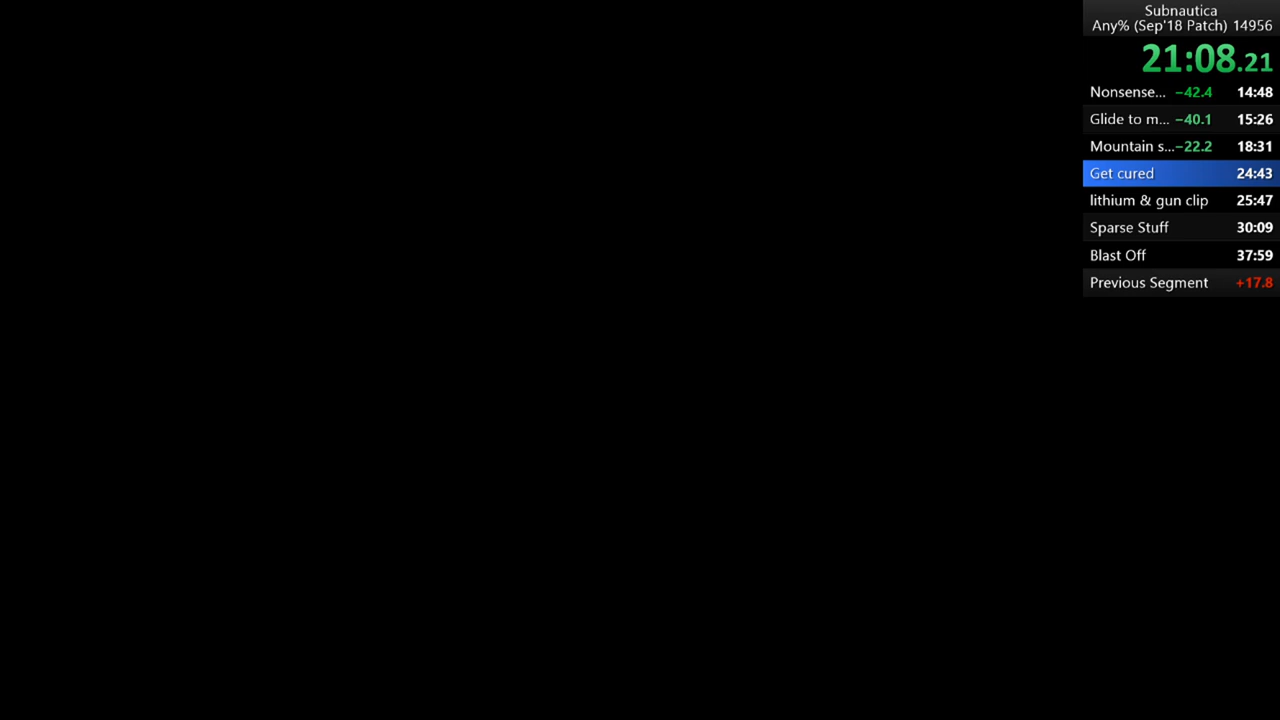 Subnautica
Any% (Sep'18 Patch) 14956
21:08.21
Nonsense... −42.4 14:48
Glide to m... −40.1 15:26
Mountain s... −22.2 18:31
Get cured 24:43
lithium & gun clip 25:47
Sparse Stuff 30:09
Blast Off 37:59
Previous Segment +17.8